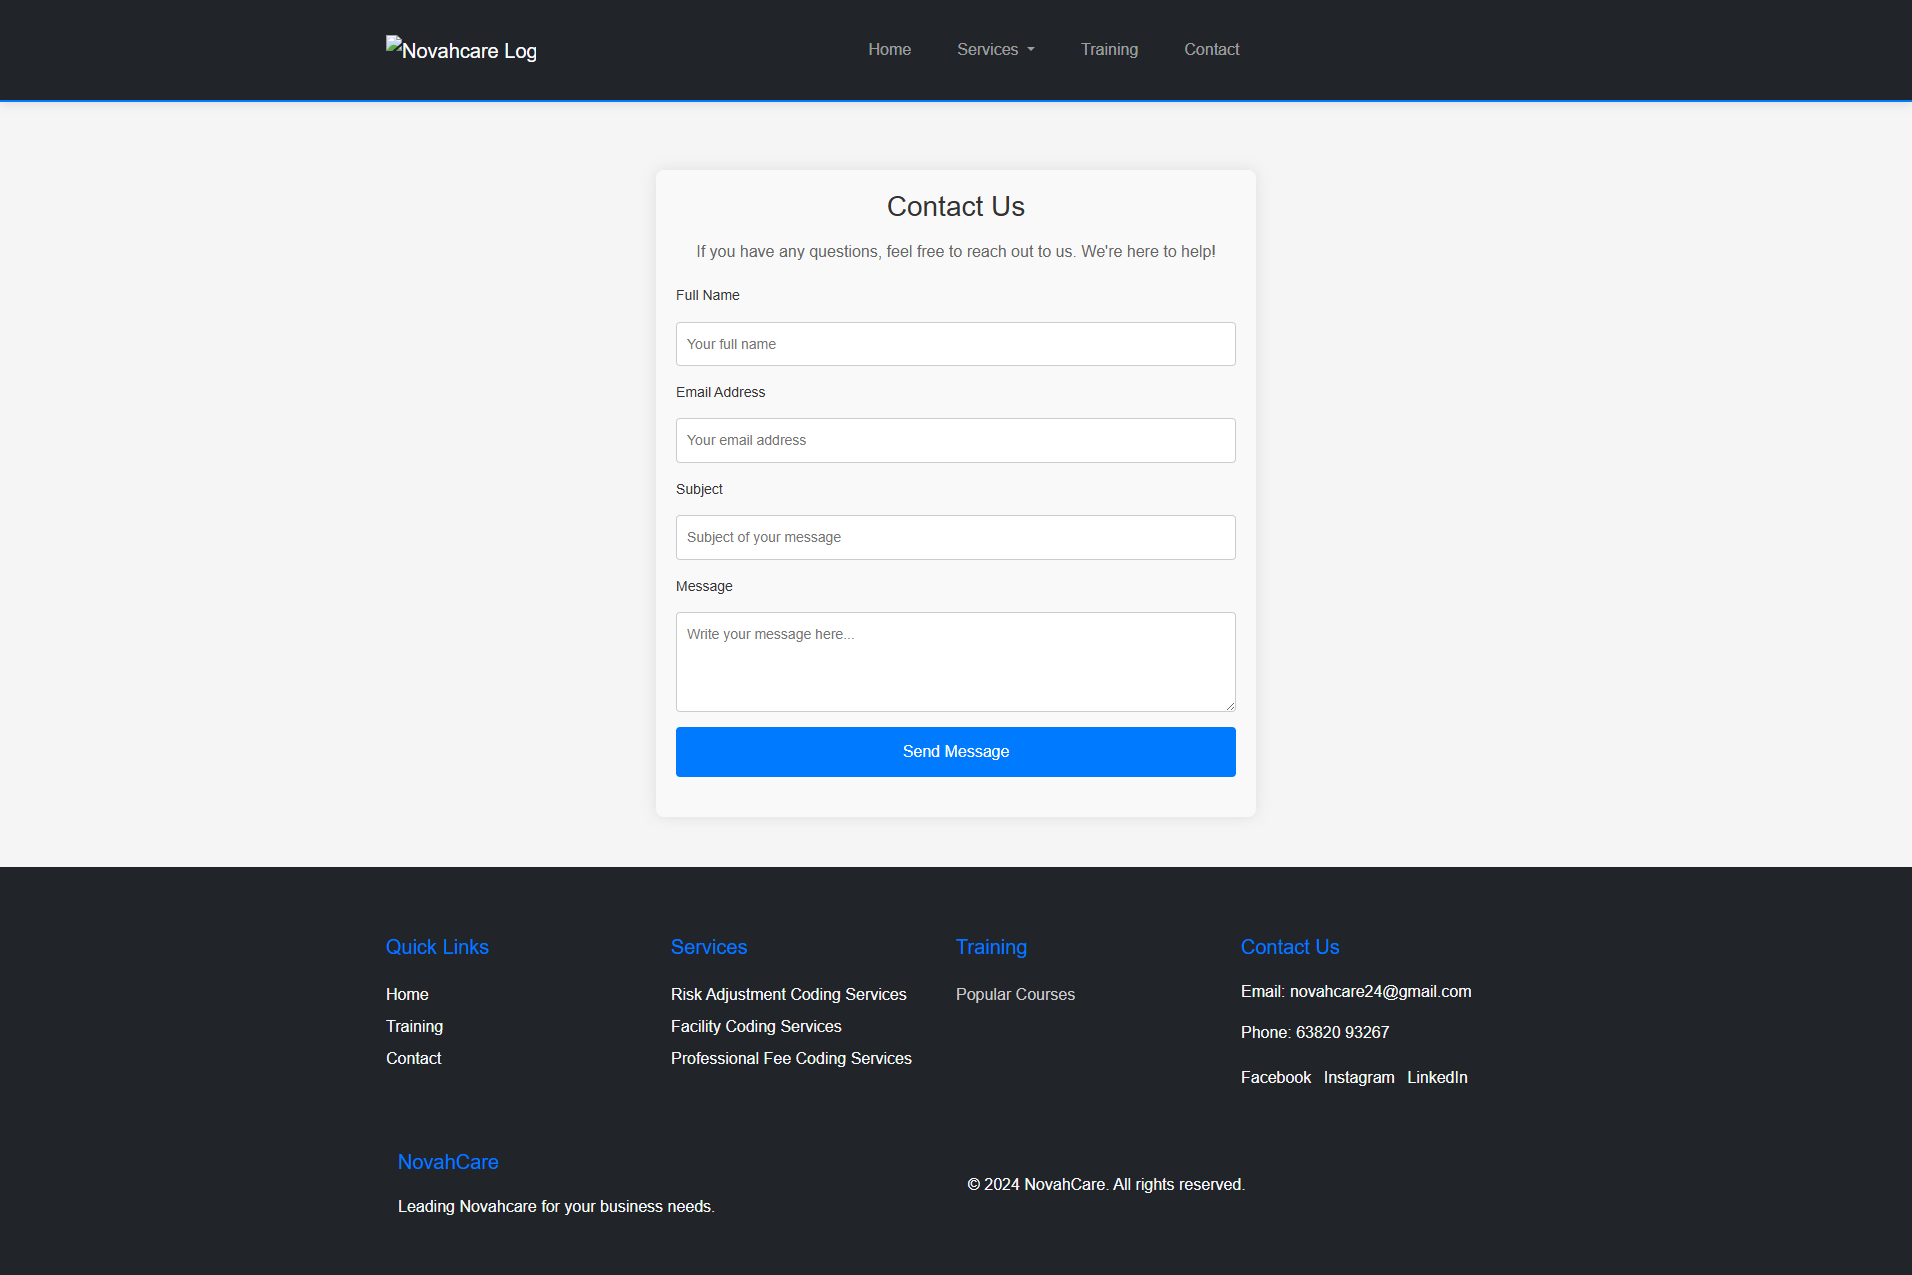 Novahcare Log
Home Services Training Contact
Contact Us
If you have any questions, feel free to reach out to us. We're here to help!
Full Name
Your full name
Email Address
Your email address
Subject
Subject of your message
Message
Write your message here...
Send Message
Quick Links
Home
Training
Contact
Services
Risk Adjustment Coding Services
Facility Coding Services
Professional Fee Coding Services
Training
Popular Courses
Contact Us
Email: novahcare24@gmail.com
Phone: 63820 93267
Facebook Instagram LinkedIn
NovahCare
Leading Novahcare for your business needs.
© 2024 NovahCare. All rights reserved.